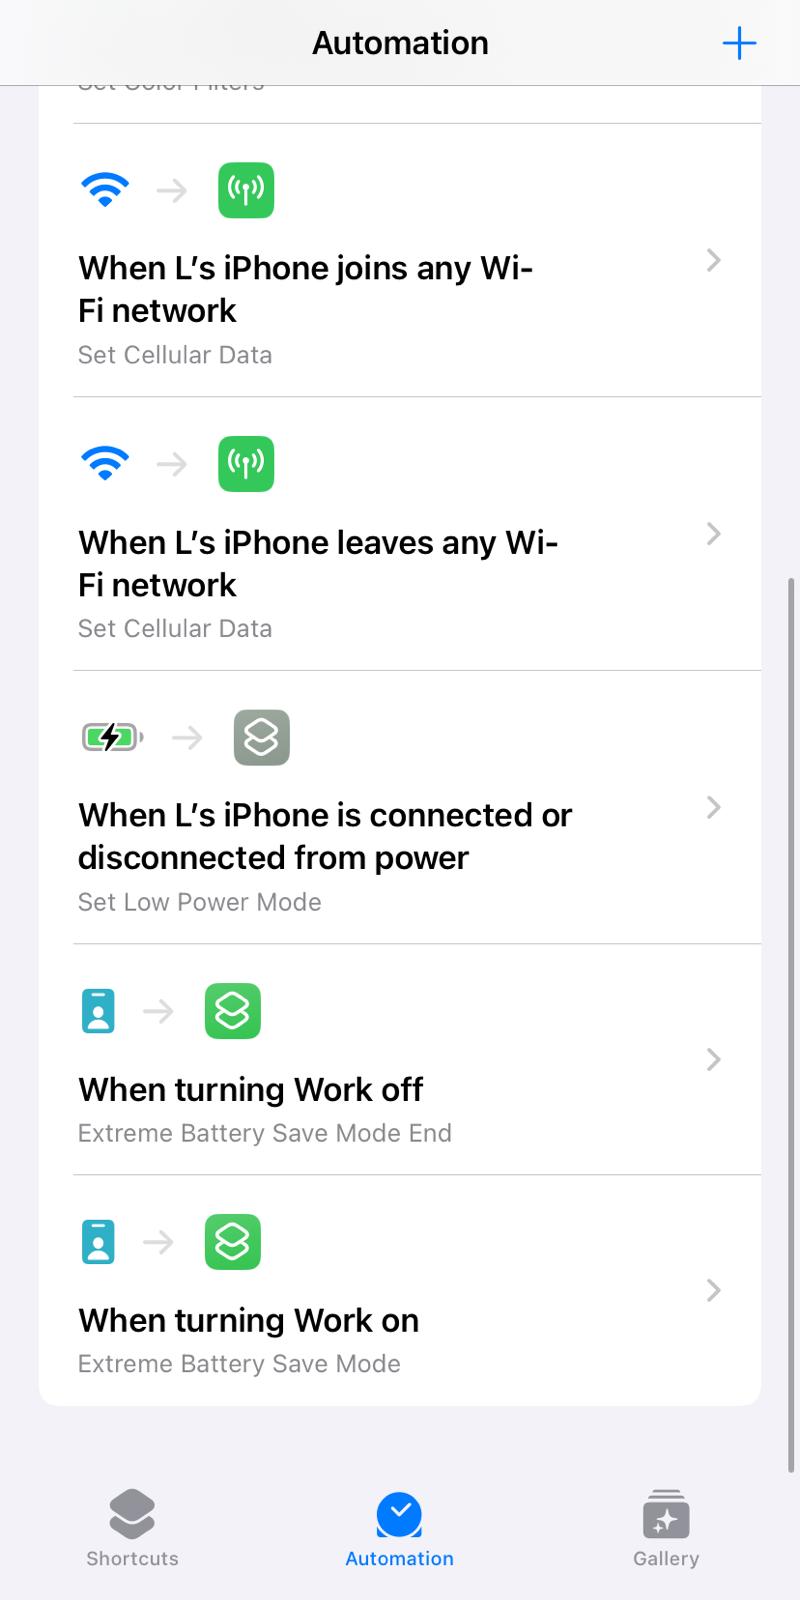 Automation
Set Color Filters
When L’s iPhone joins any Wi-
Fi network
Set Cellular Data
When L’s iPhone leaves any Wi-
Fi network
Set Cellular Data
When L’s iPhone is connected or
disconnected from power
Set Low Power Mode
When turning Work off
Extreme Battery Save Mode End
When turning Work on
Extreme Battery Save Mode
Shortcuts
Automation
Gallery